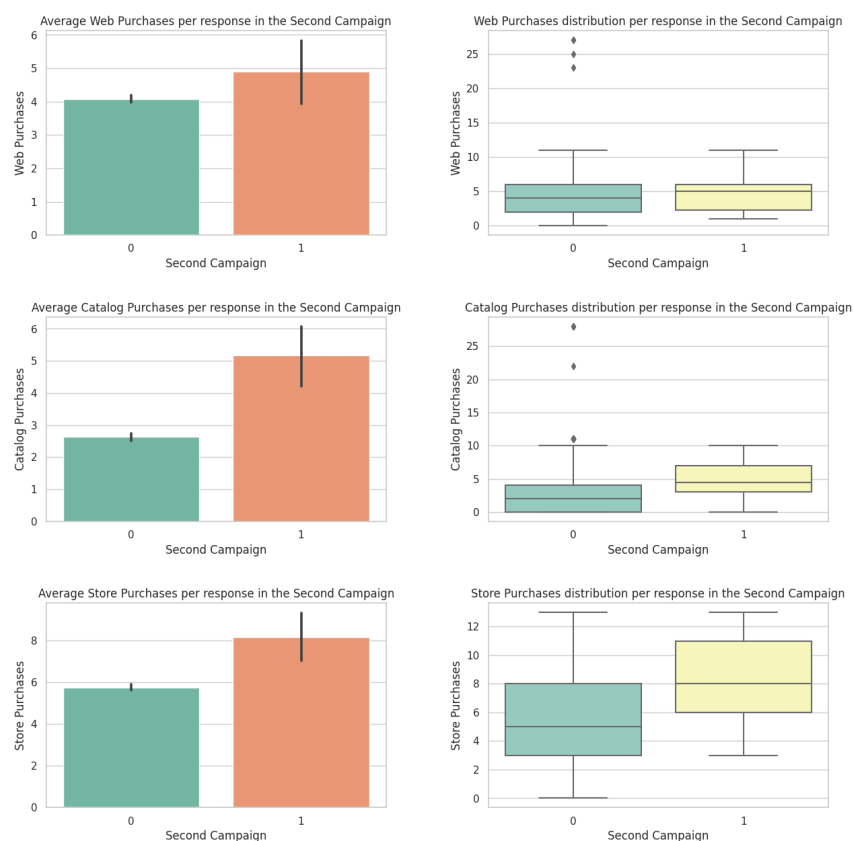 Average Web Purchases per response in the Second Campaign
6
5
4
3
2
1
0
Web Purchases
0 1
Second Campaign
Web Purchases distribution per response in the Second Campaign
25
20
15
10
5
0
Web Purchases
0 1
Second Campaign
Average Catalog Purchases per response in the Second Campaign
6
5
4
3
2
1
0
Catalog Purchases
0 1
Second Campaign
Catalog Purchases distribution per response in the Second Campaign
25
20
15
10
5
0
Catalog Purchases
0 1
Second Campaign
Average Store Purchases per response in the Second Campaign
8
6
4
2
0
Store Purchases
0 1
Second Campaign
Store Purchases distribution per response in the Second Campaign
12
10
8
6
4
2
0
Store Purchases
0 1
Second Campaign